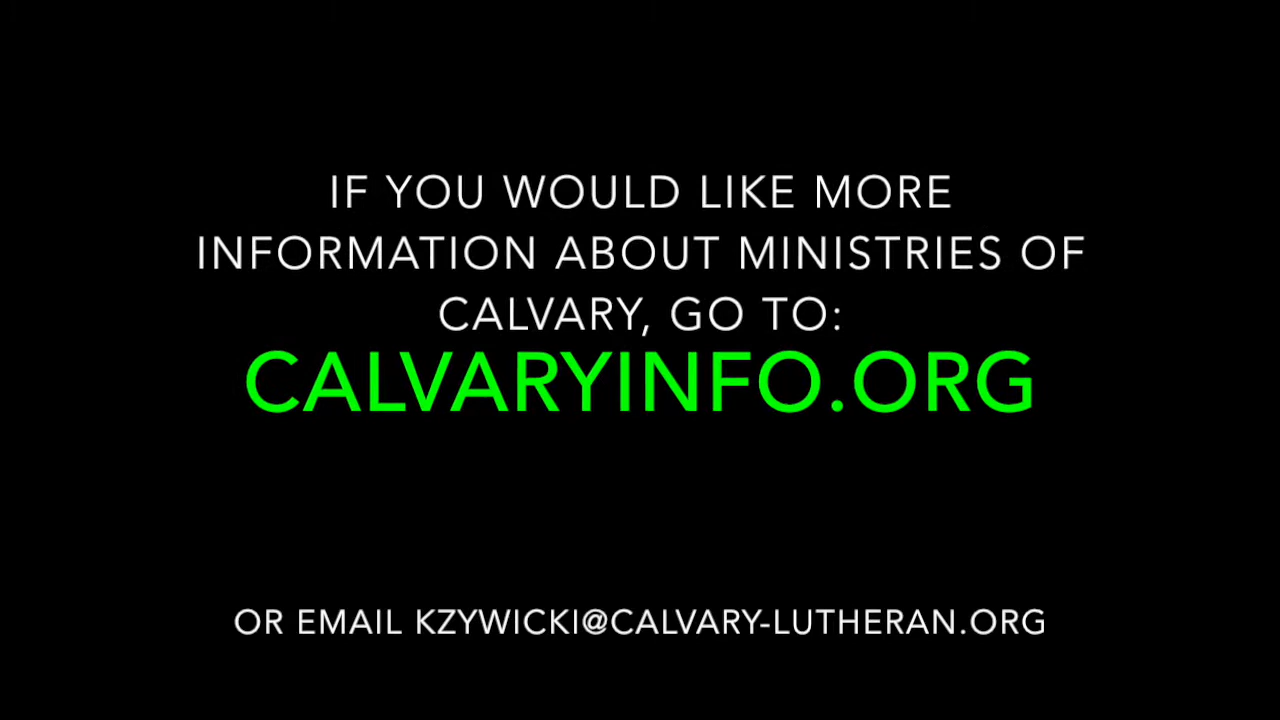 IF YOU WOULD LIKE MORE
INFORMATION ABOUT MINISTRIES OF
CALVARY, GO TO:
CALVARYINFO.ORG
OR EMAIL KZYWICKI@CALVARY-LUTHERAN.ORG